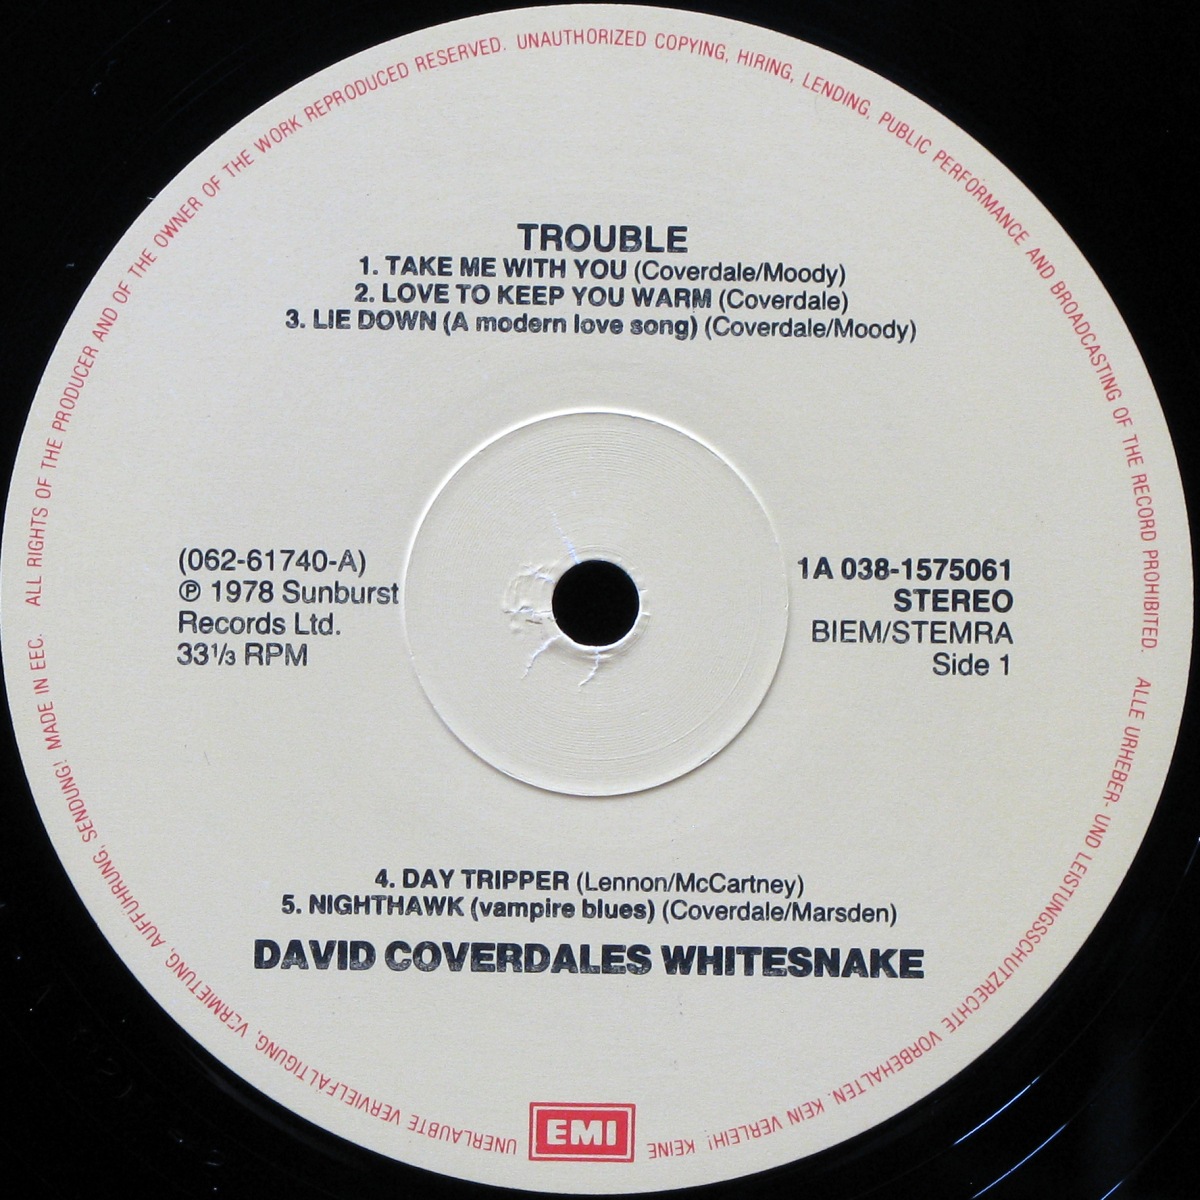 ALL RIGHTS OF THE PRODUCER AND OF THE OWNER OF THE WORK REPRODUCED RESERVED. UNAUTHORIZED COPYING, HIRING, LENDING, PUBLIC PERFORMANCE AND BROADCASTING OF THE RECORD PROHIBITED.
TROUBLE
1. TAKE ME WITH YOU (Coverdale/Moody)
2. LOVE TO KEEP YOU WARM (Coverdale)
3. LIE DOWN (A modern love song) (Coverdale/Moody)
(062-61740-A)
℗ 1978 Sunburst
Records Ltd.
33⅓ RPM
1A 038-1575061
STEREO
BIEM/STEMRA
Side 1
4. DAY TRIPPER (Lennon/McCartney)
5. NIGHTHAWK (vampire blues) (Coverdale/Marsden)
DAVID COVERDALES WHITESNAKE
ALLE URHEBER- UND LEISTUNGSSCHUTZRECHTE VORBEHALTEN. KEIN VERLEIH! KEINE
EMI
UNERLAUBTE VERVIELFÄLTIGUNG, VERMIETUNG, AUFFÜHRUNG, SENDUNG! MADE IN EEC.